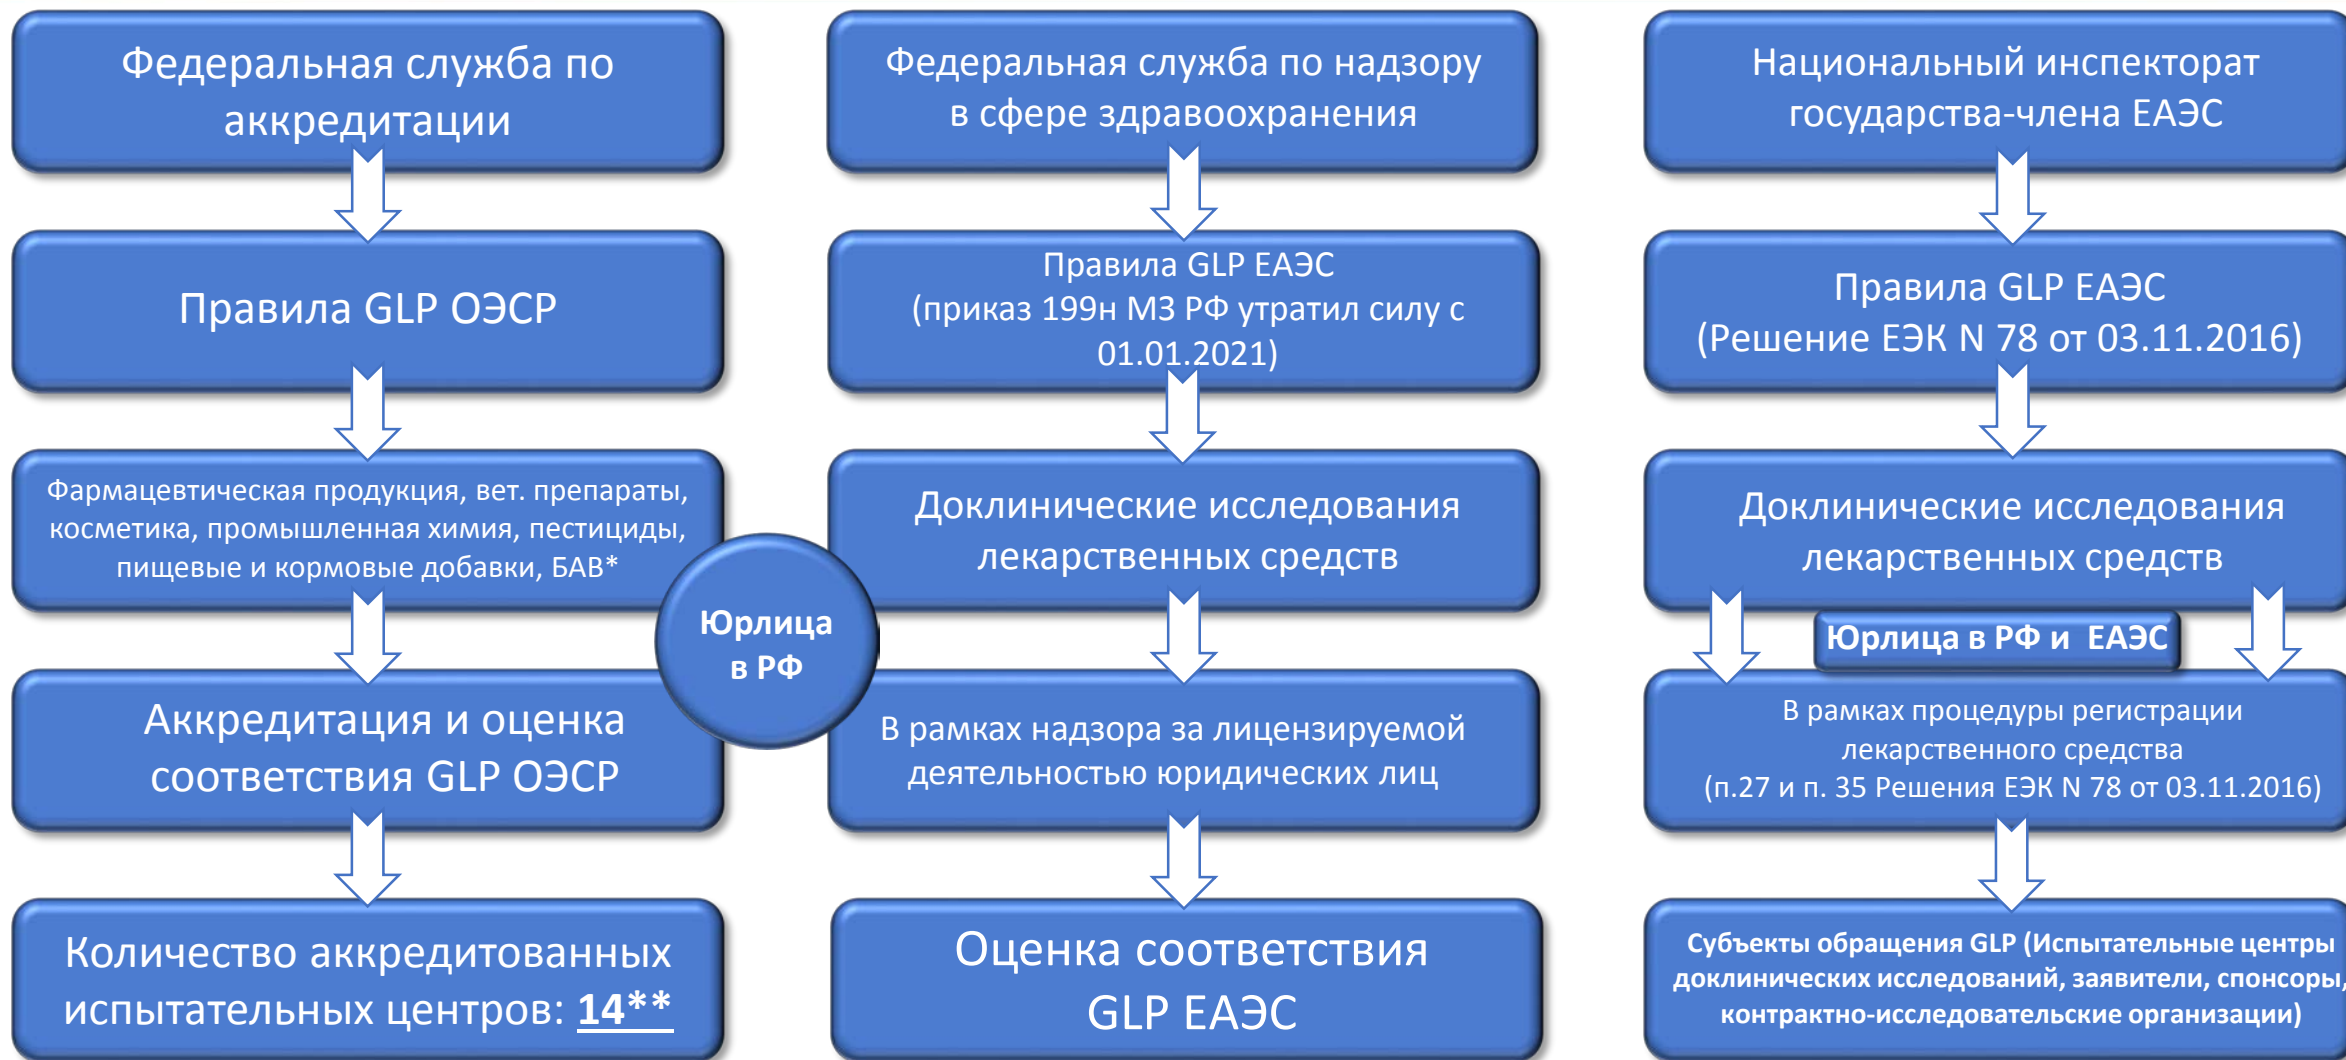 Федеральная служба по
аккредитации
Правила GLP ОЭСР
Фармацевтическая продукция, вет. препараты,
косметика, промышленная химия, пестициды,
пищевые и кормовые добавки, БАВ*
Аккредитация и оценка
соответствия GLP ОЭСР
Количество аккредитованных
испытательных центров: 14**
Юрлица
в РФ
Федеральная служба по надзору
в сфере здравоохранения
Правила GLP ЕАЭС
(приказ 199н МЗ РФ утратил силу с
01.01.2021)
Доклинические исследования
лекарственных средств
В рамках надзора за лицензируемой
деятельностью юридических лиц
Оценка соответствия
GLP ЕАЭС
Национальный инспекторат
государства-члена ЕАЭС
Правила GLP ЕАЭС
(Решение ЕЭК N 78 от 03.11.2016)
Доклинические исследования
лекарственных средств
Юрлица в РФ и ЕАЭС
В рамках процедуры регистрации
лекарственного средства
(п.27 и п. 35 Решения ЕЭК N 78 от 03.11.2016)
Субъекты обращения GLP (Испытательные центры
доклинических исследований, заявители, спонсоры,
контрактно-исследовательские организации)